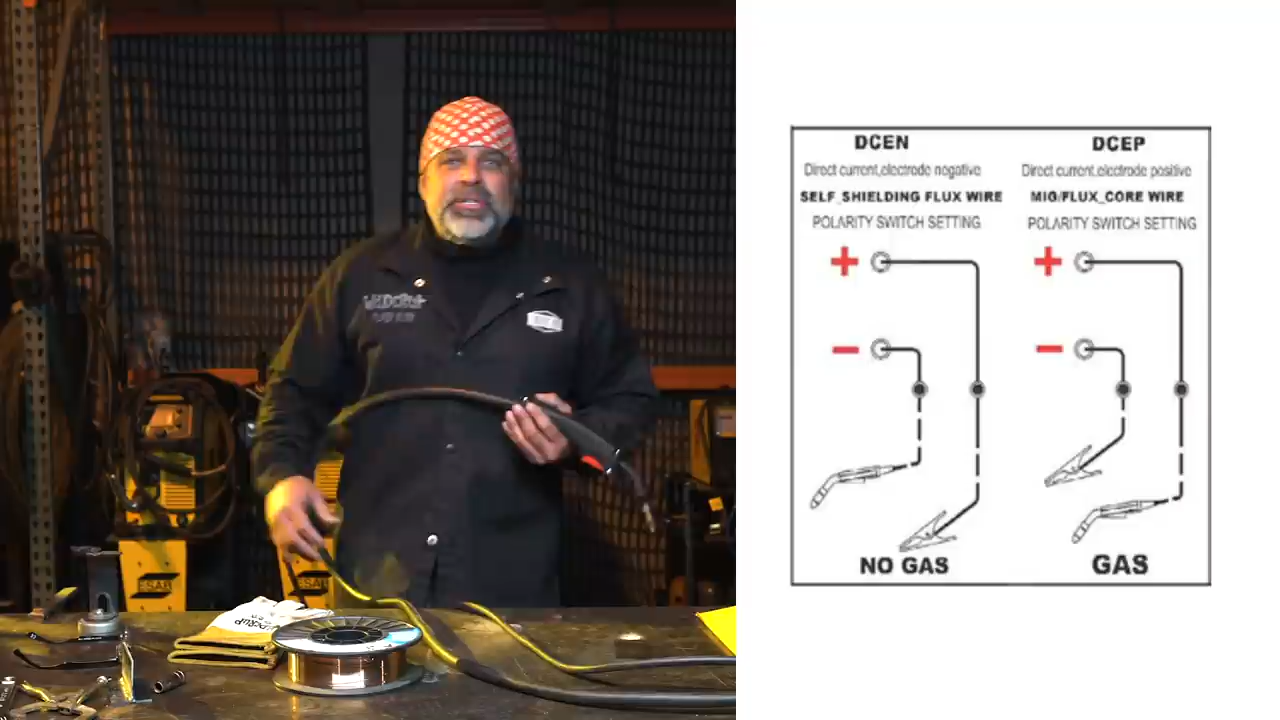 DCEN
Direct current,electrode negative
SELF_SHIELDING FLUX WIRE
POLARITY SWITCH SETTING
+
-
NO GAS
DCEP
Direct current,electrode positive
MIG/FLUX_CORE WIRE
POLARITY SWITCH SETTING
+
-
GAS
ESAB
ESAB